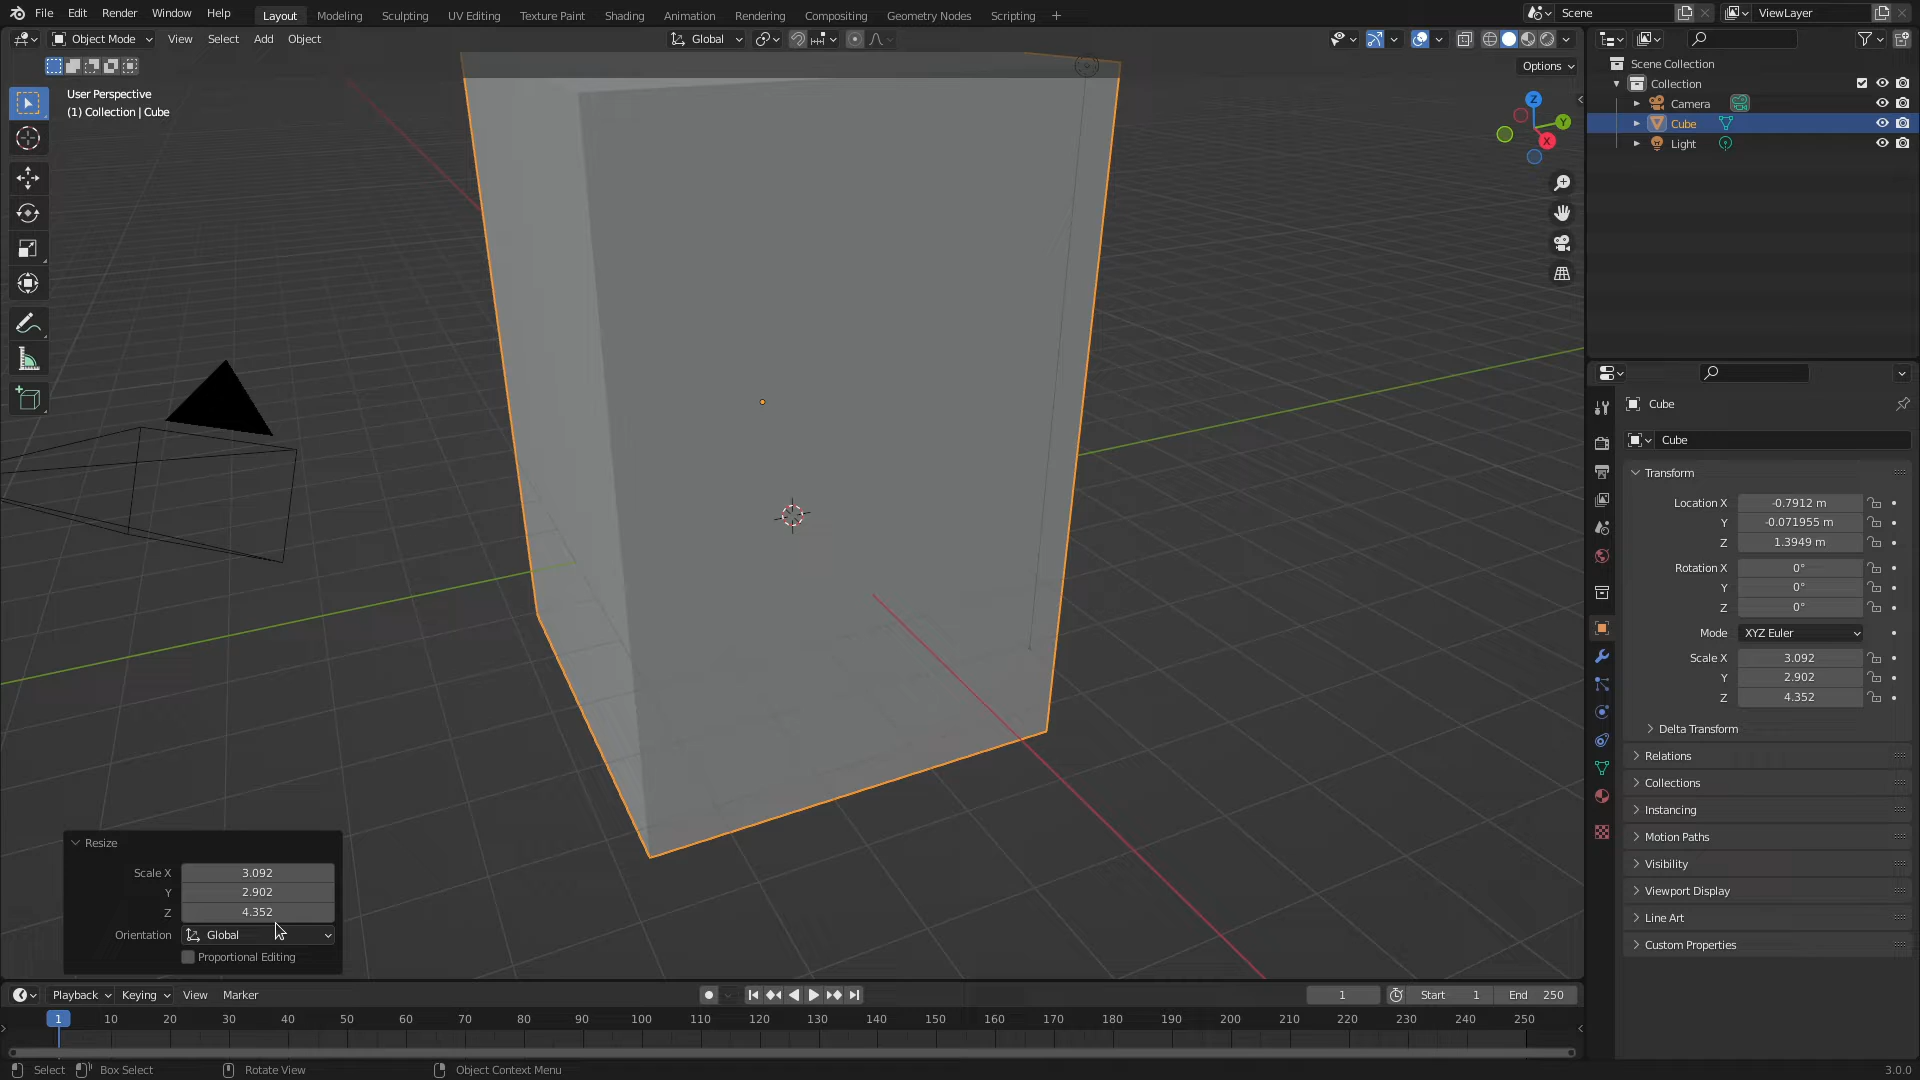 File Edit Render Window Help
Layout Modeling Sculpting UV Editing Texture Paint Shading Animation Rendering Compositing Geometry Nodes Scripting +
Scene
ViewLayer
Object Mode View Select Add Object
Global
Options
User Perspective
(1) Collection | Cube
Z
Y
X
Scene Collection
Collection
Camera
Cube
Light
Cube
Cube
Transform
Location X -0.7912 m
Y -0.071955 m
Z 1.3949 m
Rotation X 0°
Y 0°
Z 0°
Mode XYZ Euler
Scale X 3.092
Y 2.902
Z 4.352
Delta Transform
Relations
Collections
Instancing
Motion Paths
Visibility
Viewport Display
Line Art
Custom Properties
Resize
Scale X 3.092
Y 2.902
Z 4.352
Orientation Global
Proportional Editing
Playback Keying View Marker
1 Start 1 End 250
1 10 20 30 40 50 60 70 80 90 100 110 120 130 140 150 160 170 180 190 200 210 220 230 240 250
Select Box Select Rotate View Object Context Menu 3.0.0